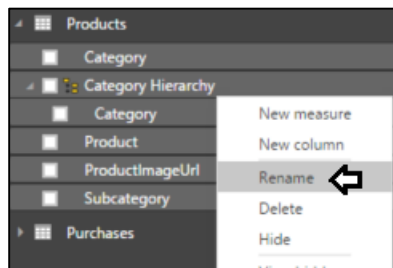 Products
Category
Category Hierarchy
Category
New measure
Product
New column
ProductImageUrl
Rename
Subcategory
Delete
Purchases
Hide